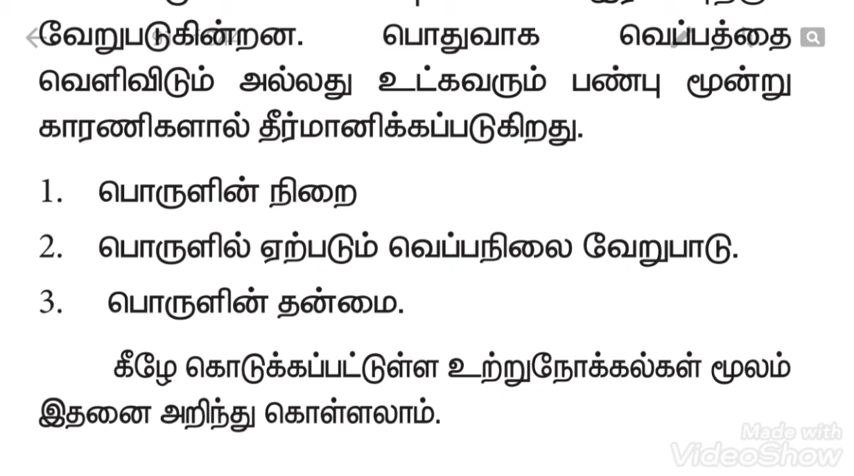 வேறுபடுகின்றன. பொதுவாக வெப்பத்தை
வெளிவிடும் அல்லது உட்கவரும் பண்பு மூன்று
காரணிகளால் தீர்மானிக்கப்படுகிறது.
1. பொருளின் நிறை
2. பொருளில் ஏற்படும் வெப்பநிலை வேறுபாடு.
3. பொருளின் தன்மை.
கீழே கொடுக்கப்பட்டுள்ள உற்றுநோக்கல்கள் மூலம்
இதனை அறிந்து கொள்ளலாம்.
Made with
VideoShow